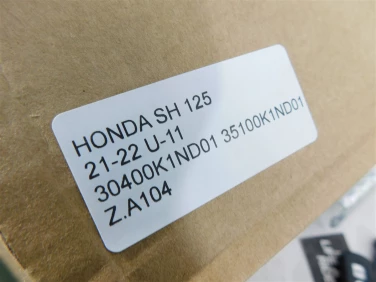 HONDA SH 125
21-22 U-11
30400K1ND01 35100K1ND01
Z.A104